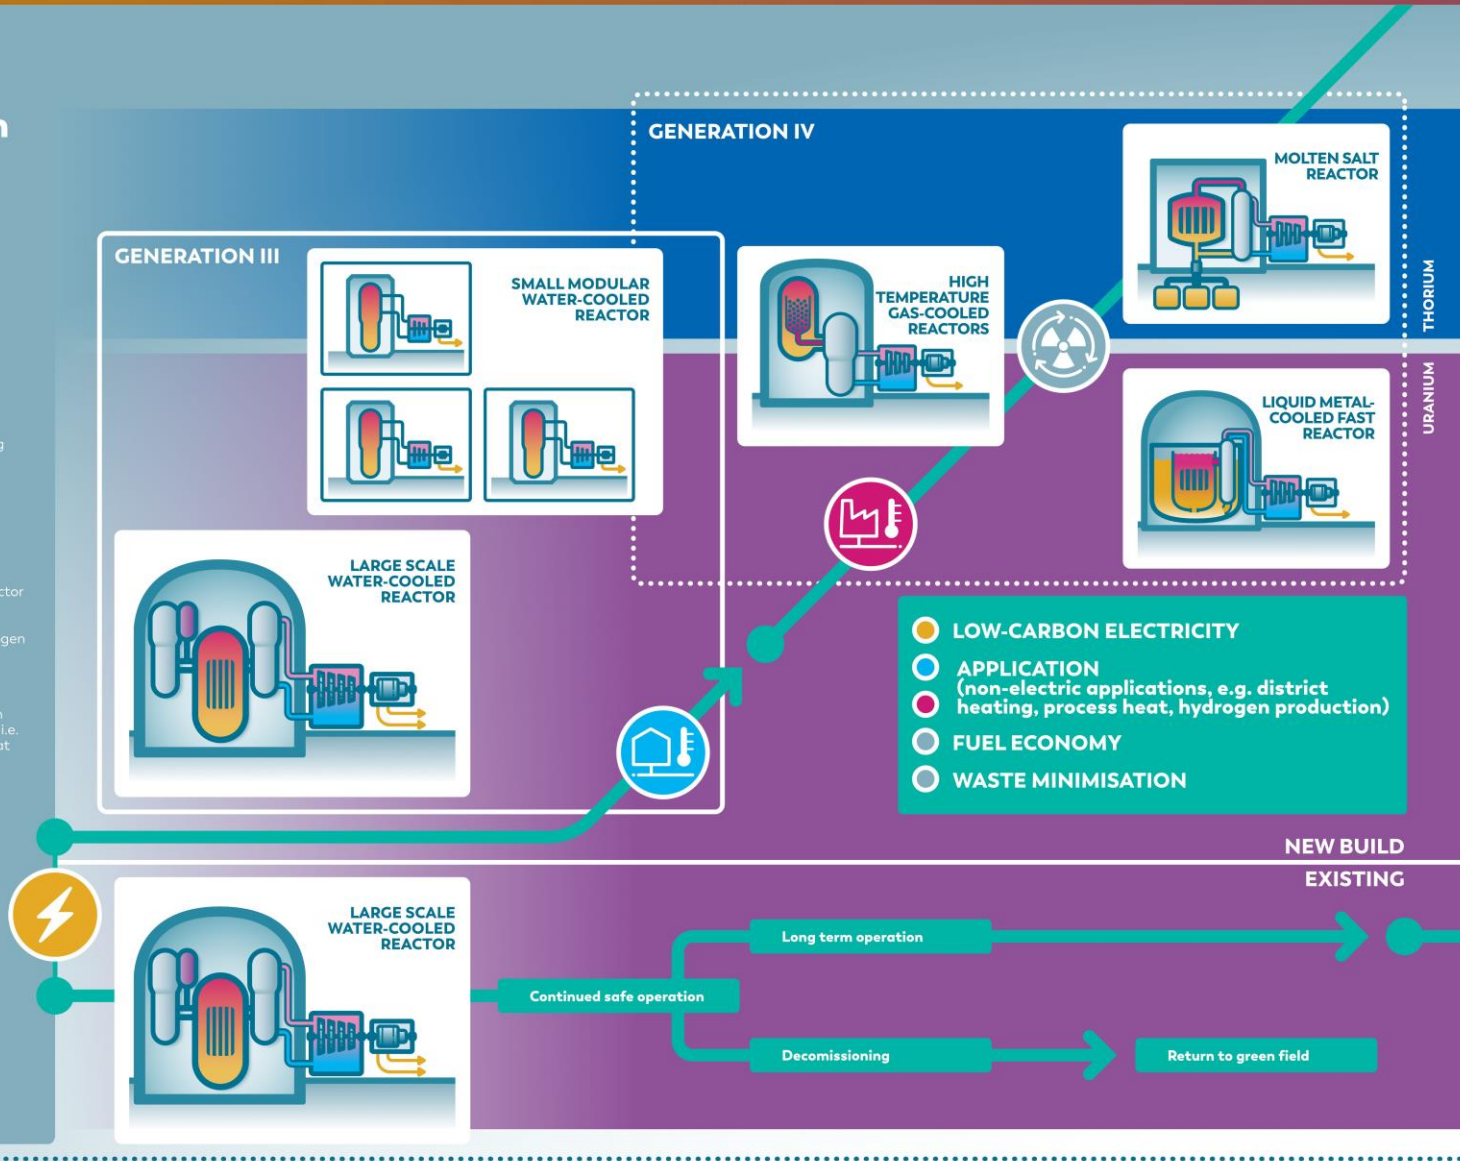 n
g
ctor
gen
n
i.e.
at
GENERATION III
SMALL MODULAR
WATER-COOLED
REACTOR
LARGE SCALE
WATER-COOLED
REACTOR
GENERATION IV
HIGH
TEMPERATURE
GAS-COOLED
REACTORS
MOLTEN SALT
REACTOR
LIQUID METAL-
COOLED FAST
REACTOR
THORIUM
URANIUM
LOW-CARBON ELECTRICITY
APPLICATION
(non-electric applications, e.g. district
heating, process heat, hydrogen production)
FUEL ECONOMY
WASTE MINIMISATION
NEW BUILD
EXISTING
LARGE SCALE
WATER-COOLED
REACTOR
Continued safe operation
Long term operation
Decomissioning
Return to green field